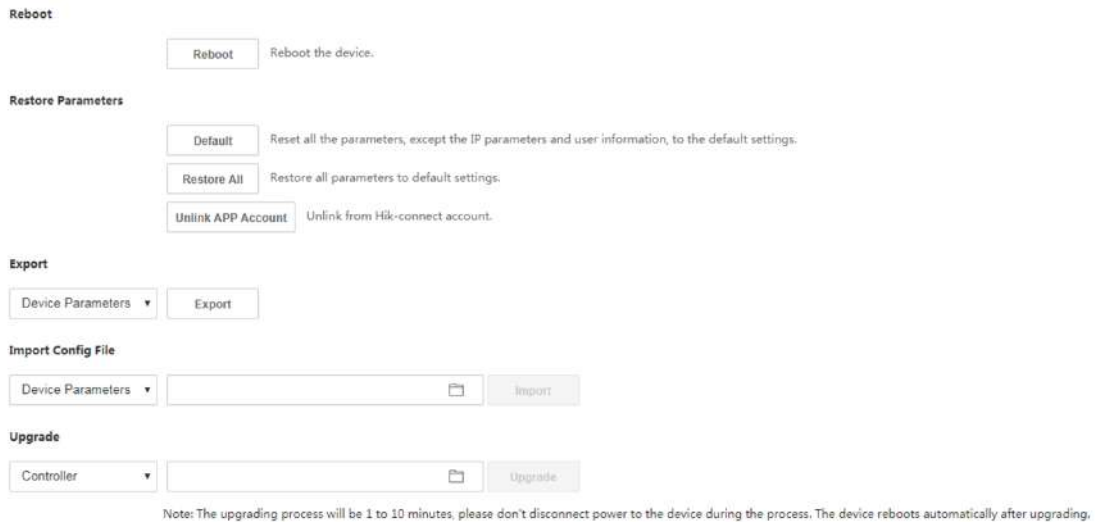 Reboot
Reboot Reboot the device.
Restore Parameters
Default Reset all the parameters, except the IP parameters and user information, to the default settings.
Restore All Restore all parameters to default settings.
Unlink APP Account Unlink from Hik-connect account.
Export
Device Parameters Export
Import Config File
Device Parameters Import
Upgrade
Controller Upgrade
Note: The upgrading process will be 1 to 10 minutes, please don't disconnect power to the device during the process. The device reboots automatically after upgrading.